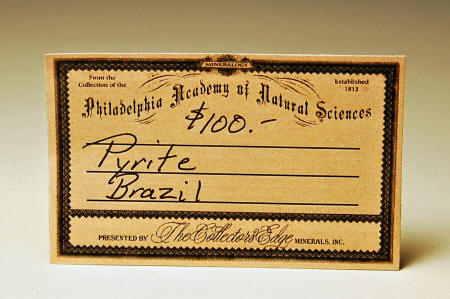 MINERALOGY
From the Established
Collection of the 1812
Philadelphia Academy of Natural Sciences
$100.-
Pyrite
Brazil
PRESENTED BY The Collector's Edge MINERALS, INC.